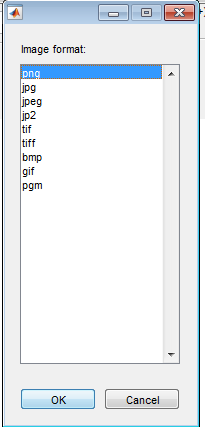 Image format:
png
jpg
jpeg
jp2
tif
tiff
bmp
gif
pgm
OK
Cancel